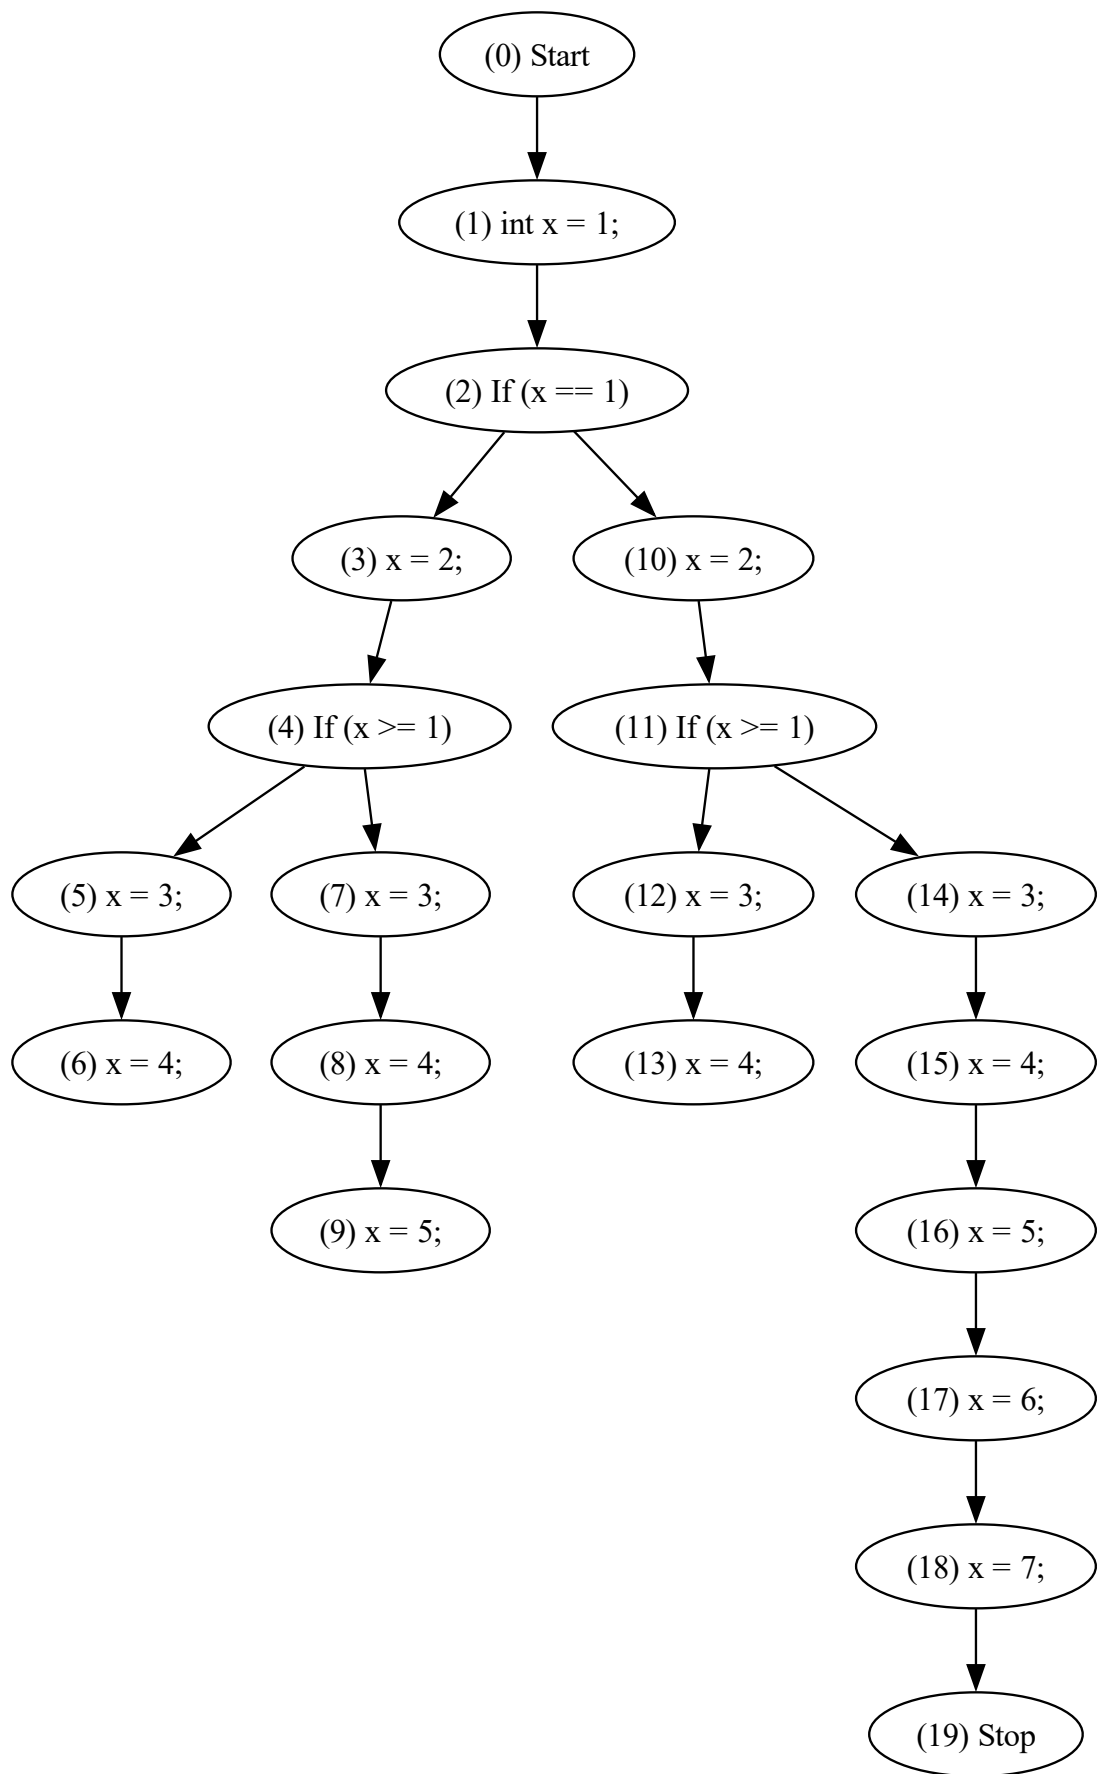 (0) Start
(1) int x = 1;
(2) If (x == 1)
(3) x = 2;
(10) x = 2;
(4) If (x >= 1)
(11) If (x >= 1)
(5) x = 3;
(7) x = 3;
(12) x = 3;
(14) x = 3;
(6) x = 4;
(8) x = 4;
(13) x = 4;
(15) x = 4;
(9) x = 5;
(16) x = 5;
(17) x = 6;
(18) x = 7;
(19) Stop